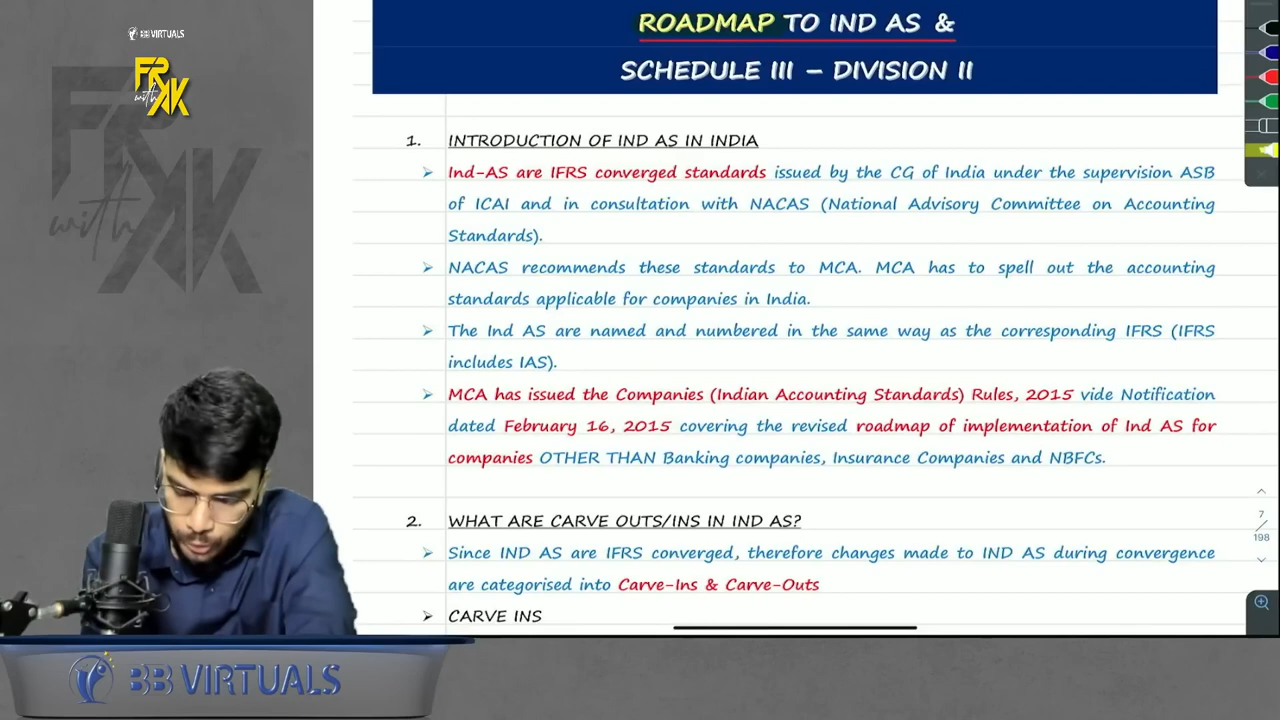 BB VIRTUALS
FR
with
AK
FR
with
AK
ROADMAP TO IND AS &
SCHEDULE III – DIVISION II
1. INTRODUCTION OF IND AS IN INDIA
➢ Ind-AS are IFRS converged standards issued by the CG of India under the supervision ASB
of ICAI and in consultation with NACAS (National Advisory Committee on Accounting
Standards).
➢ NACAS recommends these standards to MCA. MCA has to spell out the accounting
standards applicable for companies in India.
➢ The Ind AS are named and numbered in the same way as the corresponding IFRS (IFRS
includes IAS).
➢ MCA has issued the Companies (Indian Accounting Standards) Rules, 2015 vide Notification
dated February 16, 2015 covering the revised roadmap of implementation of Ind AS for
companies OTHER THAN Banking companies, Insurance Companies and NBFCs.
2. WHAT ARE CARVE OUTS/INS IN IND AS?
➢ Since IND AS are IFRS converged, therefore changes made to IND AS during convergence
are categorised into Carve-Ins & Carve-Outs
➢ CARVE INS
7
/
198
BB VIRTUALS